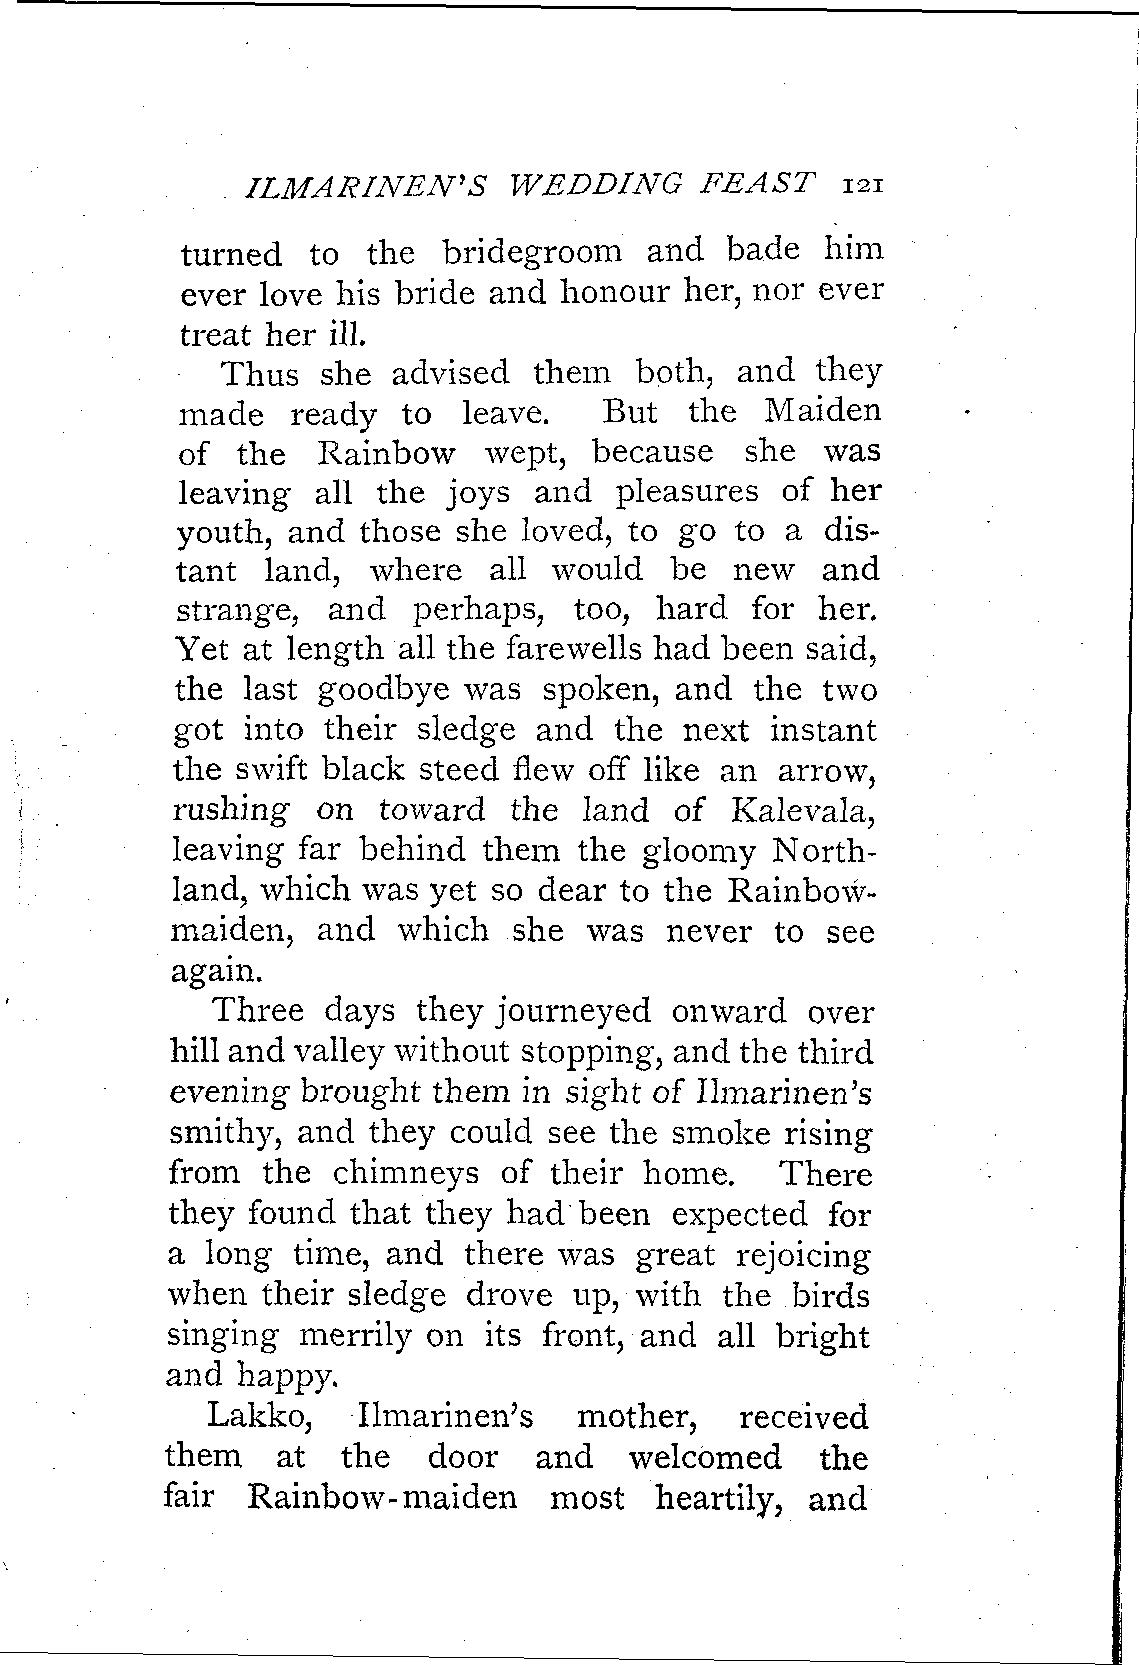 ILMARINEN'S WEDDING FEAST 121
turned to the bridegroom and bade him
ever love his bride and honour her, nor ever
treat her ill.
Thus she advised them both, and they
made ready to leave. But the Maiden
of the Rainbow wept, because she was
leaving all the joys and pleasures of her
youth, and those she loved, to go to a dis-
tant land, where all would be new and
strange, and perhaps, too, hard for her.
Yet at length all the farewells had been said,
the last goodbye was spoken, and the two
got into their sledge and the next instant
the swift black steed flew off like an arrow,
rushing on toward the land of Kalevala,
leaving far behind them the gloomy North-
land, which was yet so dear to the Rainbow-
maiden, and which she was never to see
again.
Three days they journeyed onward over
hill and valley without stopping, and the third
evening brought them in sight of Ilmarinen's
smithy, and they could see the smoke rising
from the chimneys of their home. There
they found that they had been expected for
a long time, and there was great rejoicing
when their sledge drove up, with the birds
singing merrily on its front, and all bright
and happy.
Lakko, Ilmarinen's mother, received
them at the door and welcomed the
fair Rainbow-maiden most heartily, and